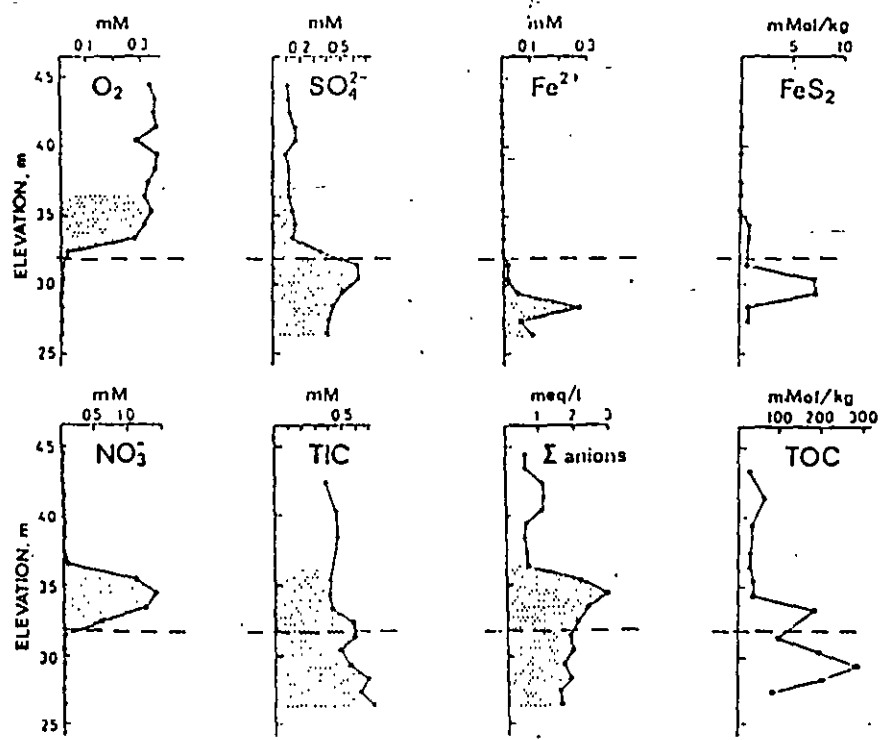 mM
0.1 0.3
mM
0.2 0.5
mM
0.1 0.3
mMol/kg
5 10
45
40
35
30
25
ELEVATION, m
O₂
SO₄²⁻
Fe²⁺
FeS₂
mM
0.5 1.0
mM
0.5
meq/l
1 2 3
mMol/kg
100 200 300
45
40
35
30
25
ELEVATION, m
NO₃⁻
TIC
Σ anions
TOC